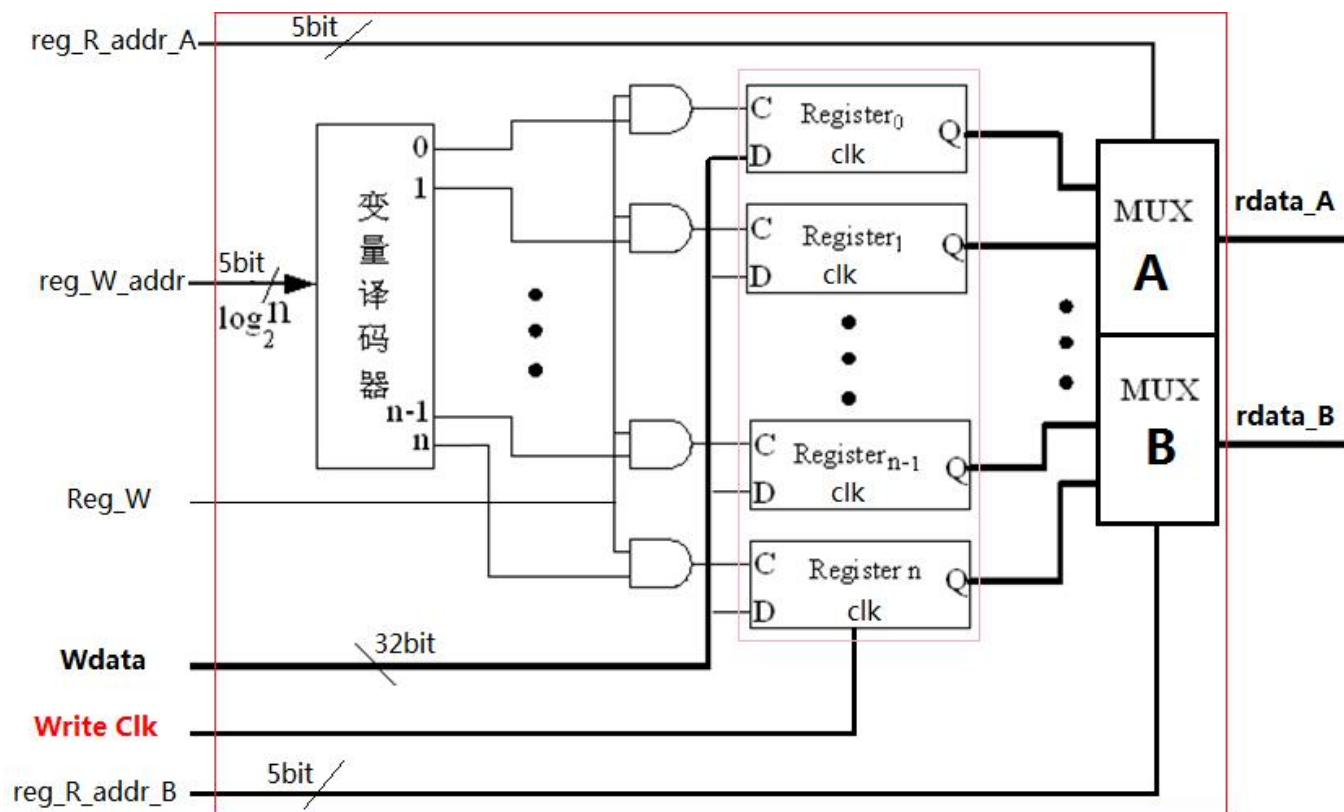 reg_R_addr_A
5bit
C
Register0
Q
clk
D
0
1
变
量
译
码
器
n-1
n
C
Register1
Q
clk
D
MUX
A
rdata_A
reg_W_addr
5bit
log2n
MUX
B
rdata_B
C
Registern-1
Q
clk
D
Reg_W
C
Register n
Q
clk
D
Wdata
32bit
Write Clk
reg_R_addr_B
5bit